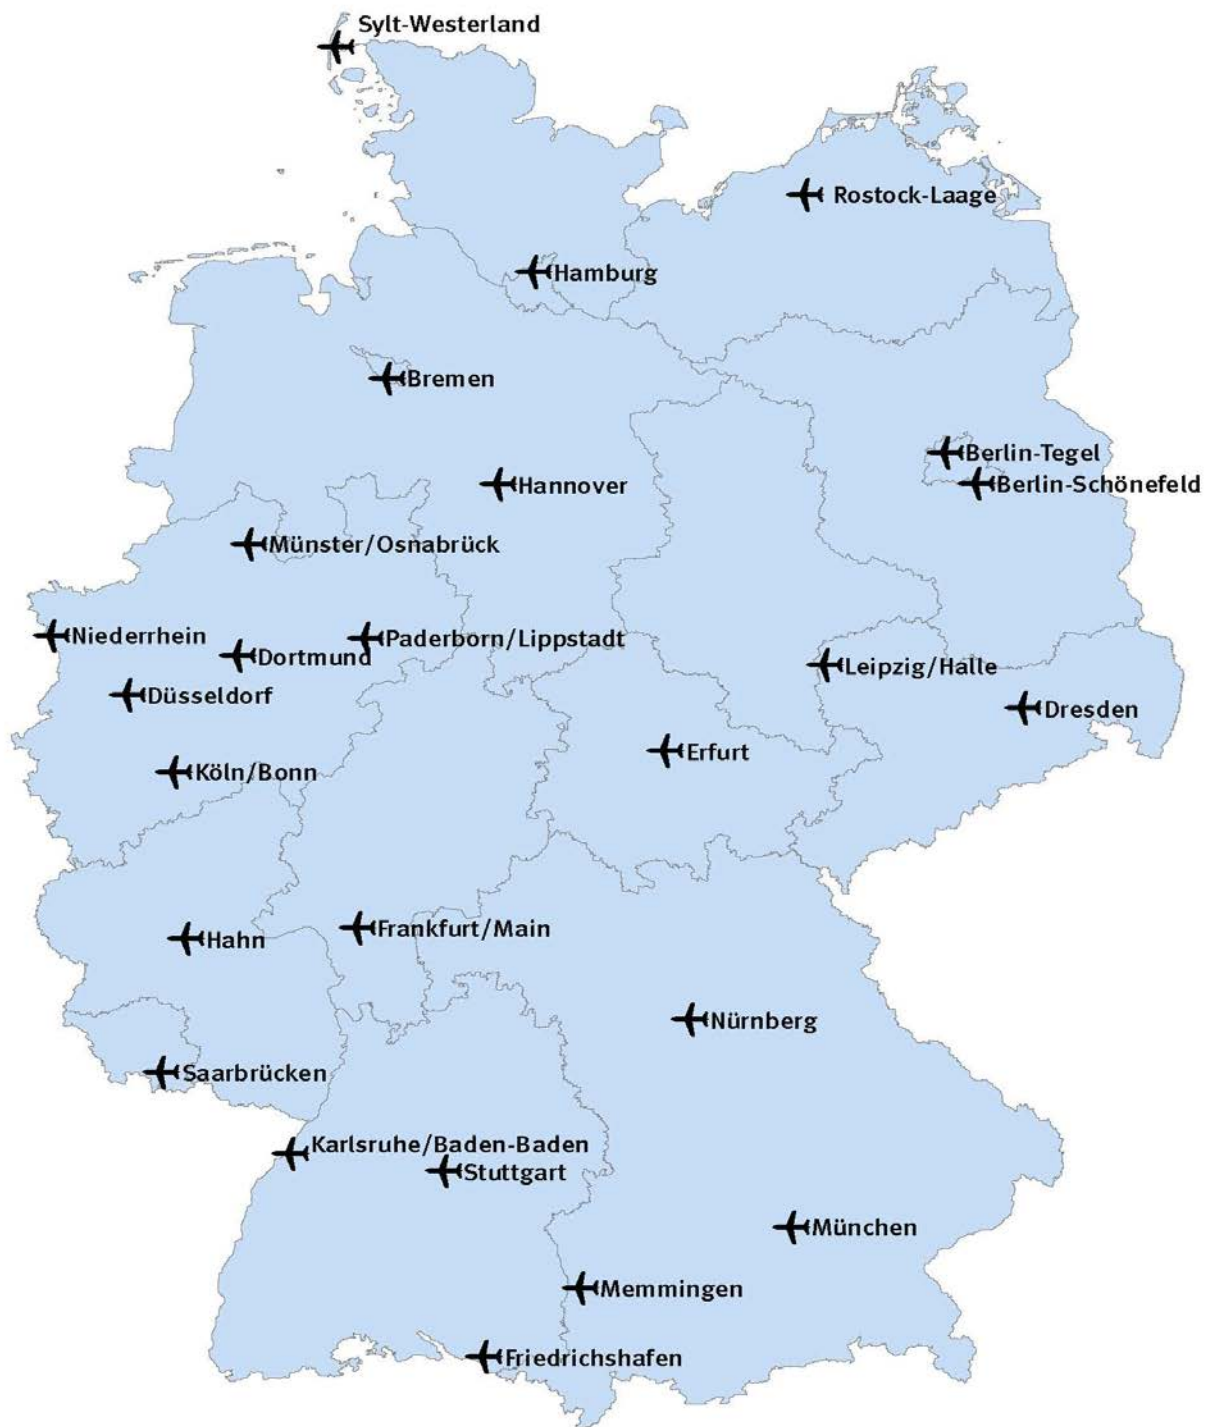 Sylt-Westerland
Rostock-Laage
Hamburg
Bremen
Berlin-Tegel
Berlin-Schönefeld
Hannover
Münster/Osnabrück
Niederrhein
Paderborn/Lippstadt
Dortmund
Leipzig/Halle
Düsseldorf
Dresden
Erfurt
Köln/Bonn
Frankfurt/Main
Hahn
Nürnberg
Saarbrücken
Karlsruhe/Baden-Baden
Stuttgart
München
Memmingen
Friedrichshafen